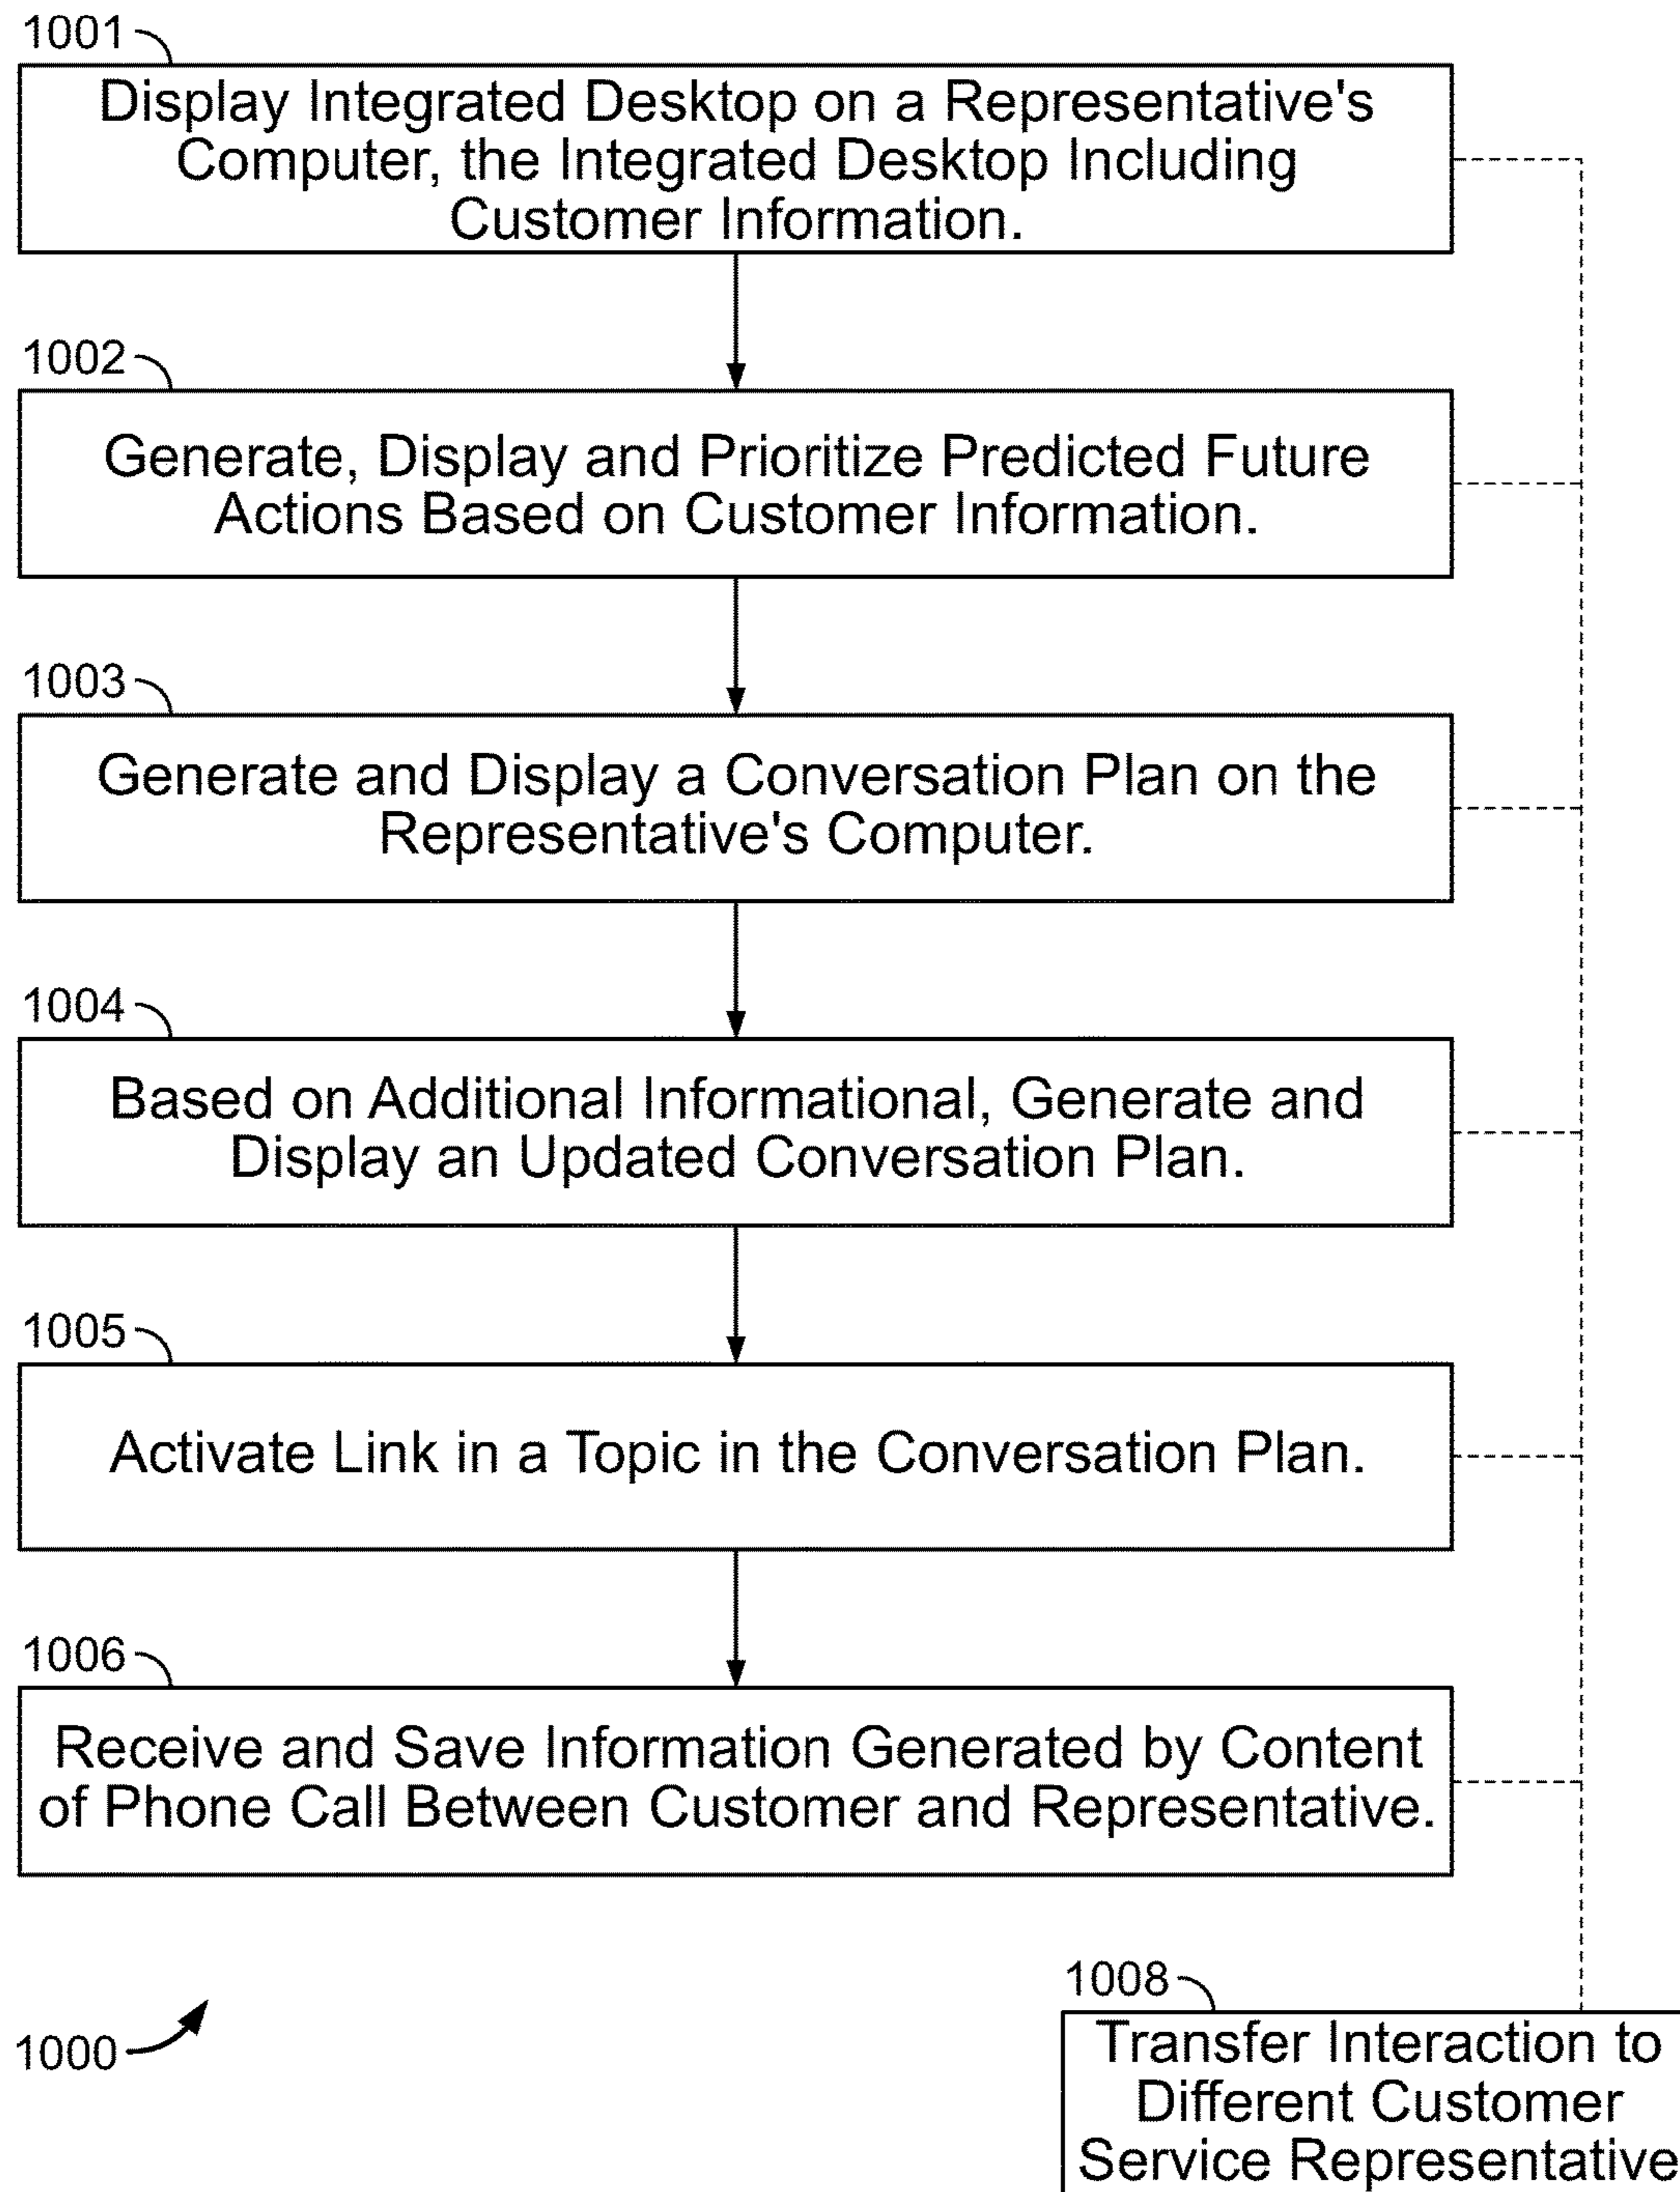 1001
Display Integrated Desktop on a Representative's
Computer, the Integrated Desktop Including
Customer Information.
1002
Generate, Display and Prioritize Predicted Future
Actions Based on Customer Information.
1003
Generate and Display a Conversation Plan on the
Representative's Computer.
1004
Based on Additional Informational, Generate and
Display an Updated Conversation Plan.
1005
Activate Link in a Topic in the Conversation Plan.
1006
Receive and Save Information Generated by Content
of Phone Call Between Customer and Representative.
1008
1000
Transfer Interaction to
Different Customer
Service Representative